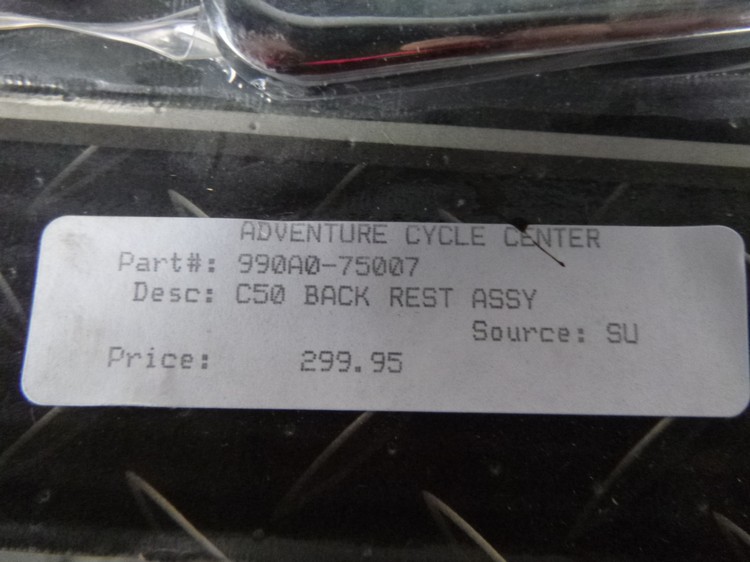 ADVENTURE CYCLE CENTER
Part#: 990A0-75007
Desc: C50 BACK REST ASSY
Source: SU
Price: 299.95